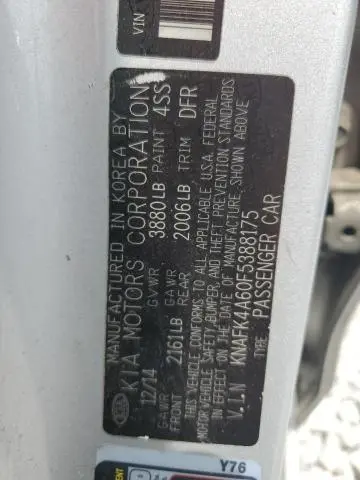 VIN
MANUFACTURED IN KOREA BY
KIA MOTORS CORPORATION
12/14 GVWR 3880LB PAINT 4SS
GAWR FRONT 2161LB GAWR REAR 2006LB TRIM DFR
THIS VEHICLE CONFORMS TO ALL APPLICABLE U.S.A. FEDERAL
MOTOR VEHICLE SAFETY,BUMPER, AND THEFT PREVENTION STANDARDS
IN EFFECT ON THE DATE OF MANUFACTURE SHOWN ABOVE
V.I.N KNAFK4A60F5388175
TYPE: PASSENGER CAR
Y76